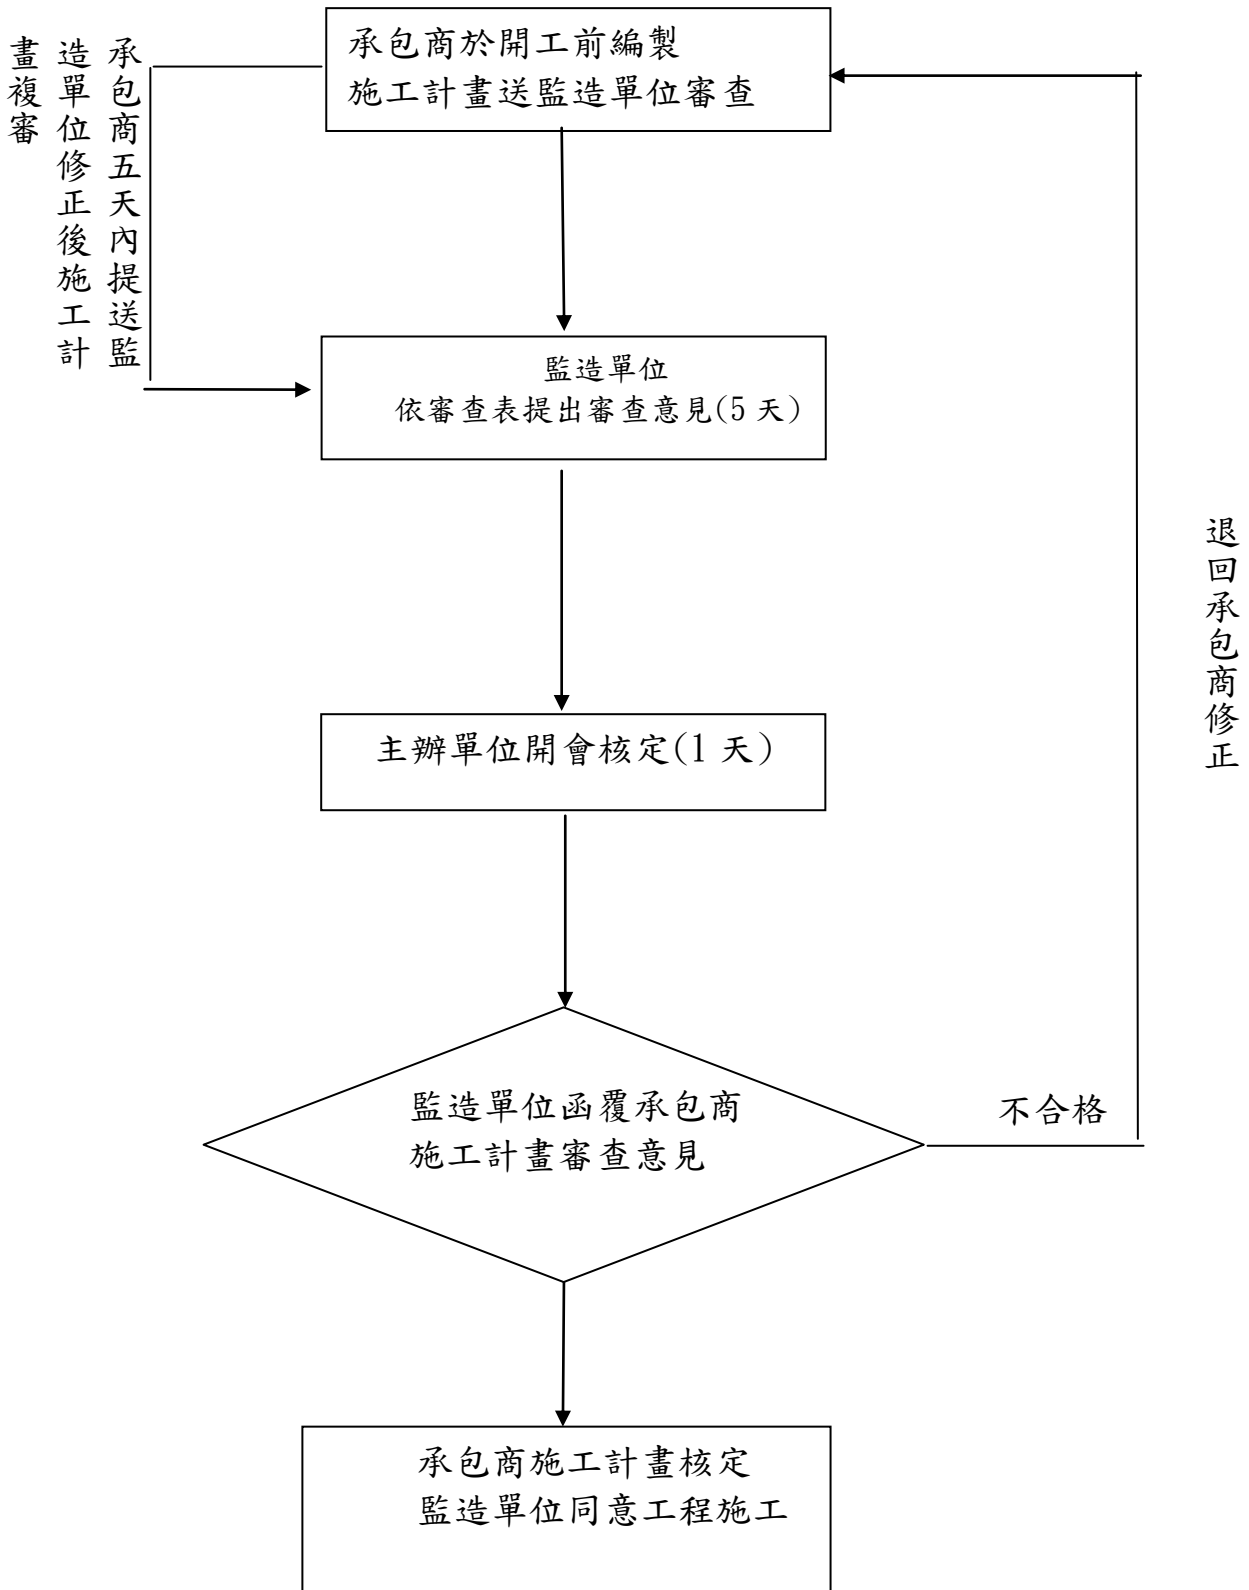 承包商於開工前編製
施工計畫送監造單位審查
承包商五天內提送監
造單位修正後施工計
畫複審
監造單位
依審查表提出審查意見(5 天)
主辦單位開會核定(1 天)
退回承包商修正
監造單位函覆承包商
施工計畫審查意見
不合格
承包商施工計畫核定
監造單位同意工程施工